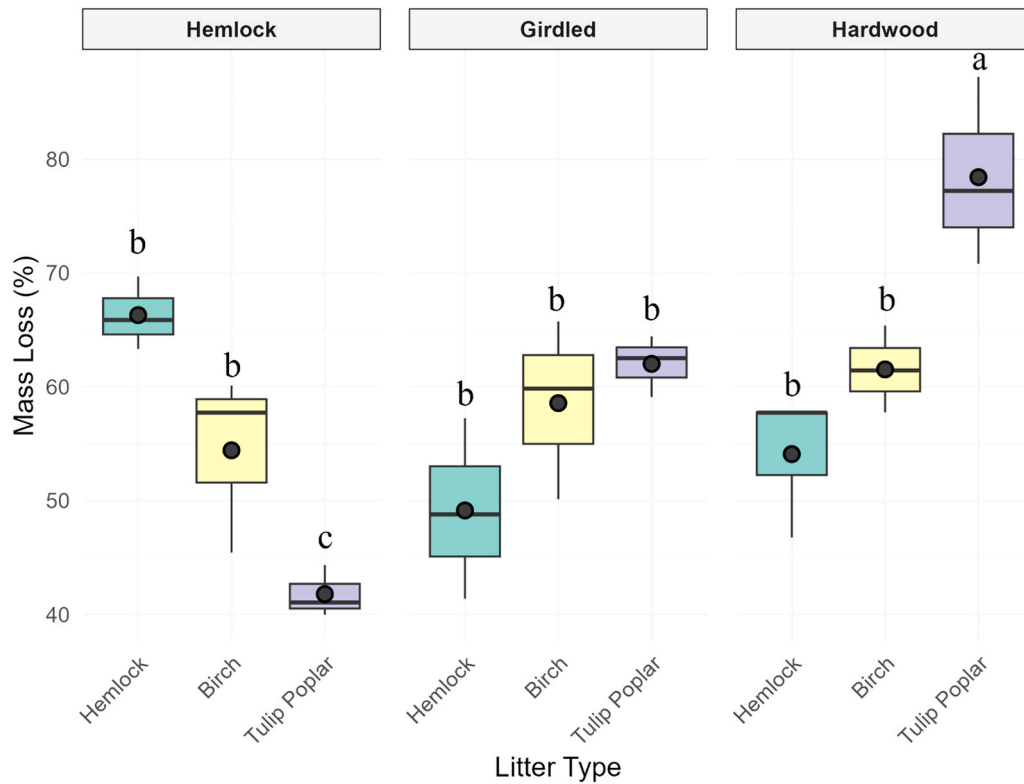 Hemlock Girdled Hardwood
a
80
b
70
b b b
b
60
b b
Mass Loss (%)
50
c
40
Hemlock Birch Tulip Poplar Hemlock Birch Tulip Poplar Hemlock Birch Tulip Poplar
Litter Type